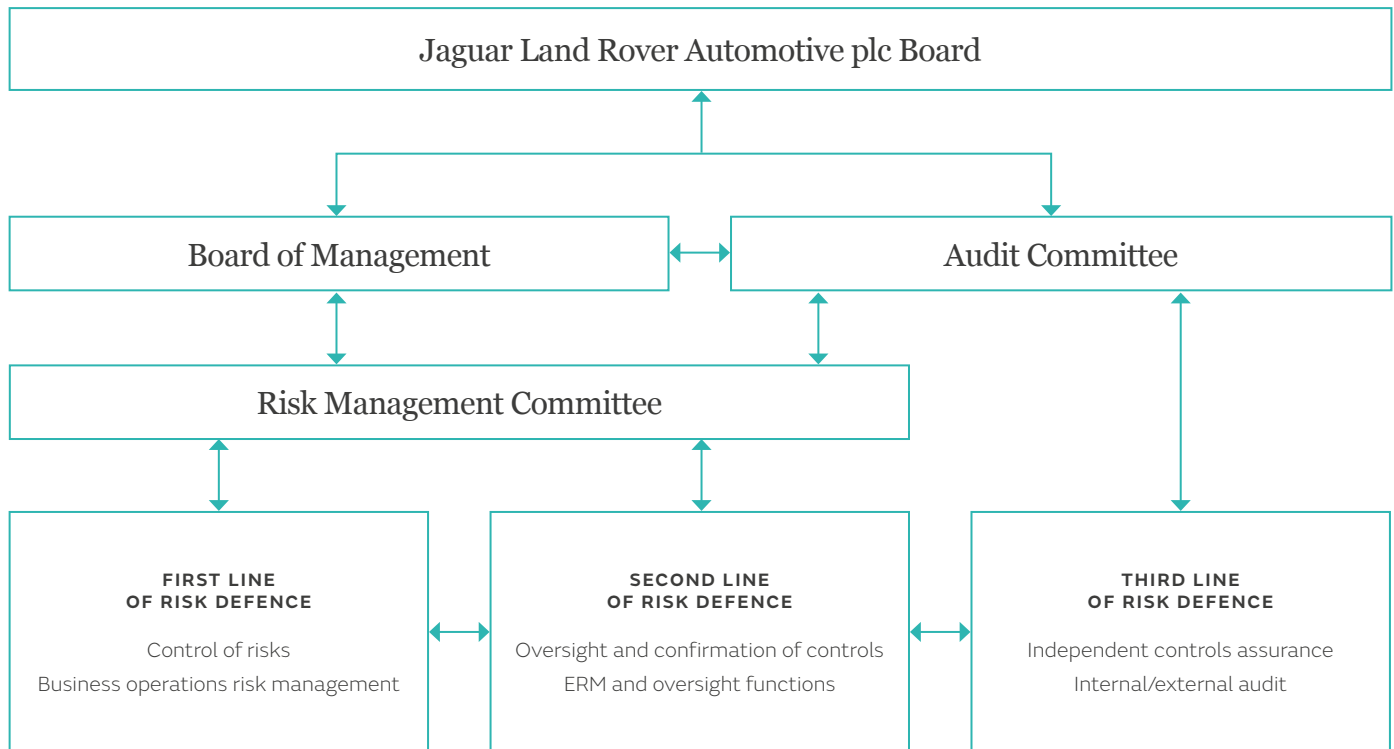 Jaguar Land Rover Automotive plc Board
Board of Management
Audit Committee
Risk Management Committee
FIRST LINE
OF RISK DEFENCE
Control of risks
Business operations risk management
SECOND LINE
OF RISK DEFENCE
Oversight and confirmation of controls
ERM and oversight functions
THIRD LINE
OF RISK DEFENCE
Independent controls assurance
Internal/external audit